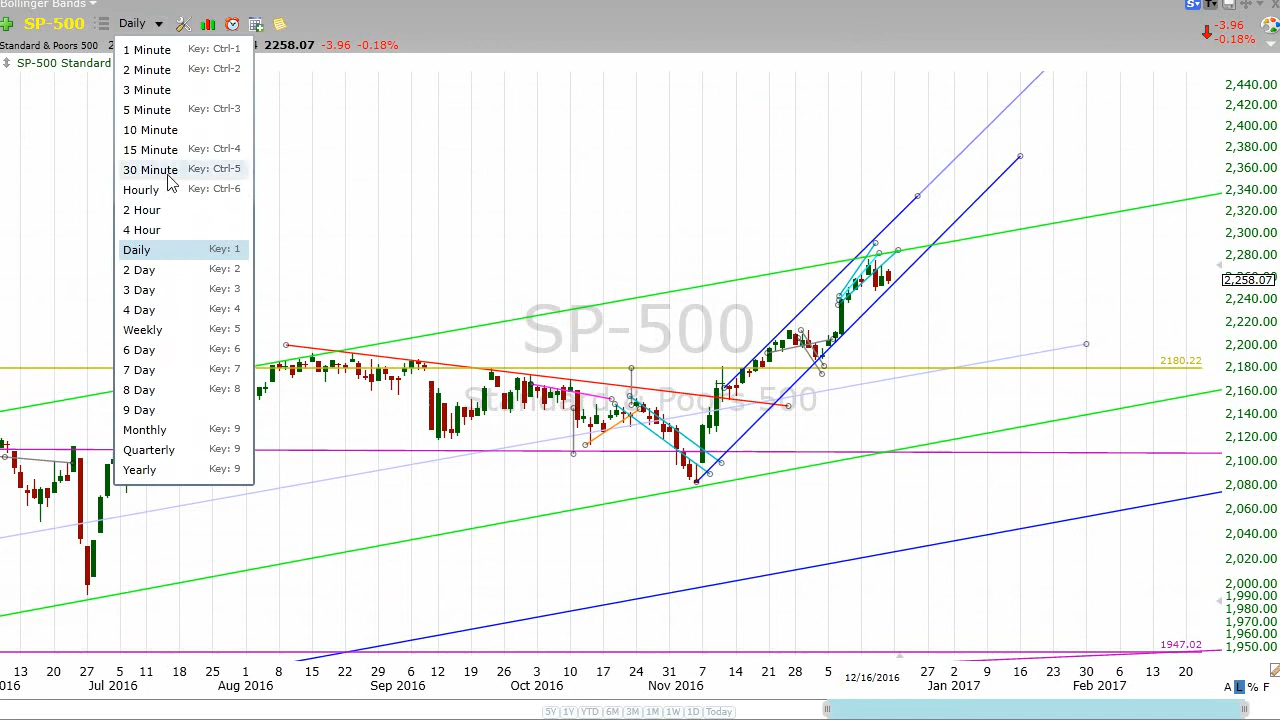 Bollinger Bands
SP-500 Daily
Standard & Poors 500 2258.07 -3.96 -0.18%
-3.96
-0.18%
SP-500 Standard
1 Minute Key: Ctrl-1
2 Minute Key: Ctrl-2
3 Minute
5 Minute Key: Ctrl-3
10 Minute
15 Minute Key: Ctrl-4
30 Minute Key: Ctrl-5
Hourly Key: Ctrl-6
2 Hour
4 Hour
Daily Key: 1
2 Day Key: 2
3 Day Key: 3
4 Day Key: 4
Weekly Key: 5
6 Day Key: 6
7 Day Key: 7
8 Day Key: 8
9 Day
Monthly Key: 9
Quarterly Key: 9
Yearly Key: 9
SP-500
Standard & Poors 500
2180.22
1947.02
2,440.00
2,420.00
2,400.00
2,380.00
2,360.00
2,340.00
2,320.00
2,300.00
2,280.00
2,258.07
2,240.00
2,220.00
2,200.00
2,180.00
2,160.00
2,140.00
2,120.00
2,100.00
2,080.00
2,060.00
2,040.00
2,020.00
2,000.00
1,990.00
1,980.00
1,970.00
1,960.00
1,950.00
13 20 27 5 11 18 25 1 8 15 22 29 6 12 19 26 3 10 17 24 31 7 14 21 28 5 12/16/2016 27 9 17 23 30 6 13 20
2016 Jul 2016 Aug 2016 Sep 2016 Oct 2016 Nov 2016 Jan 2017 Feb 2017
A L % F
5Y 1Y YTD 6M 3M 1M 1W 1D Today